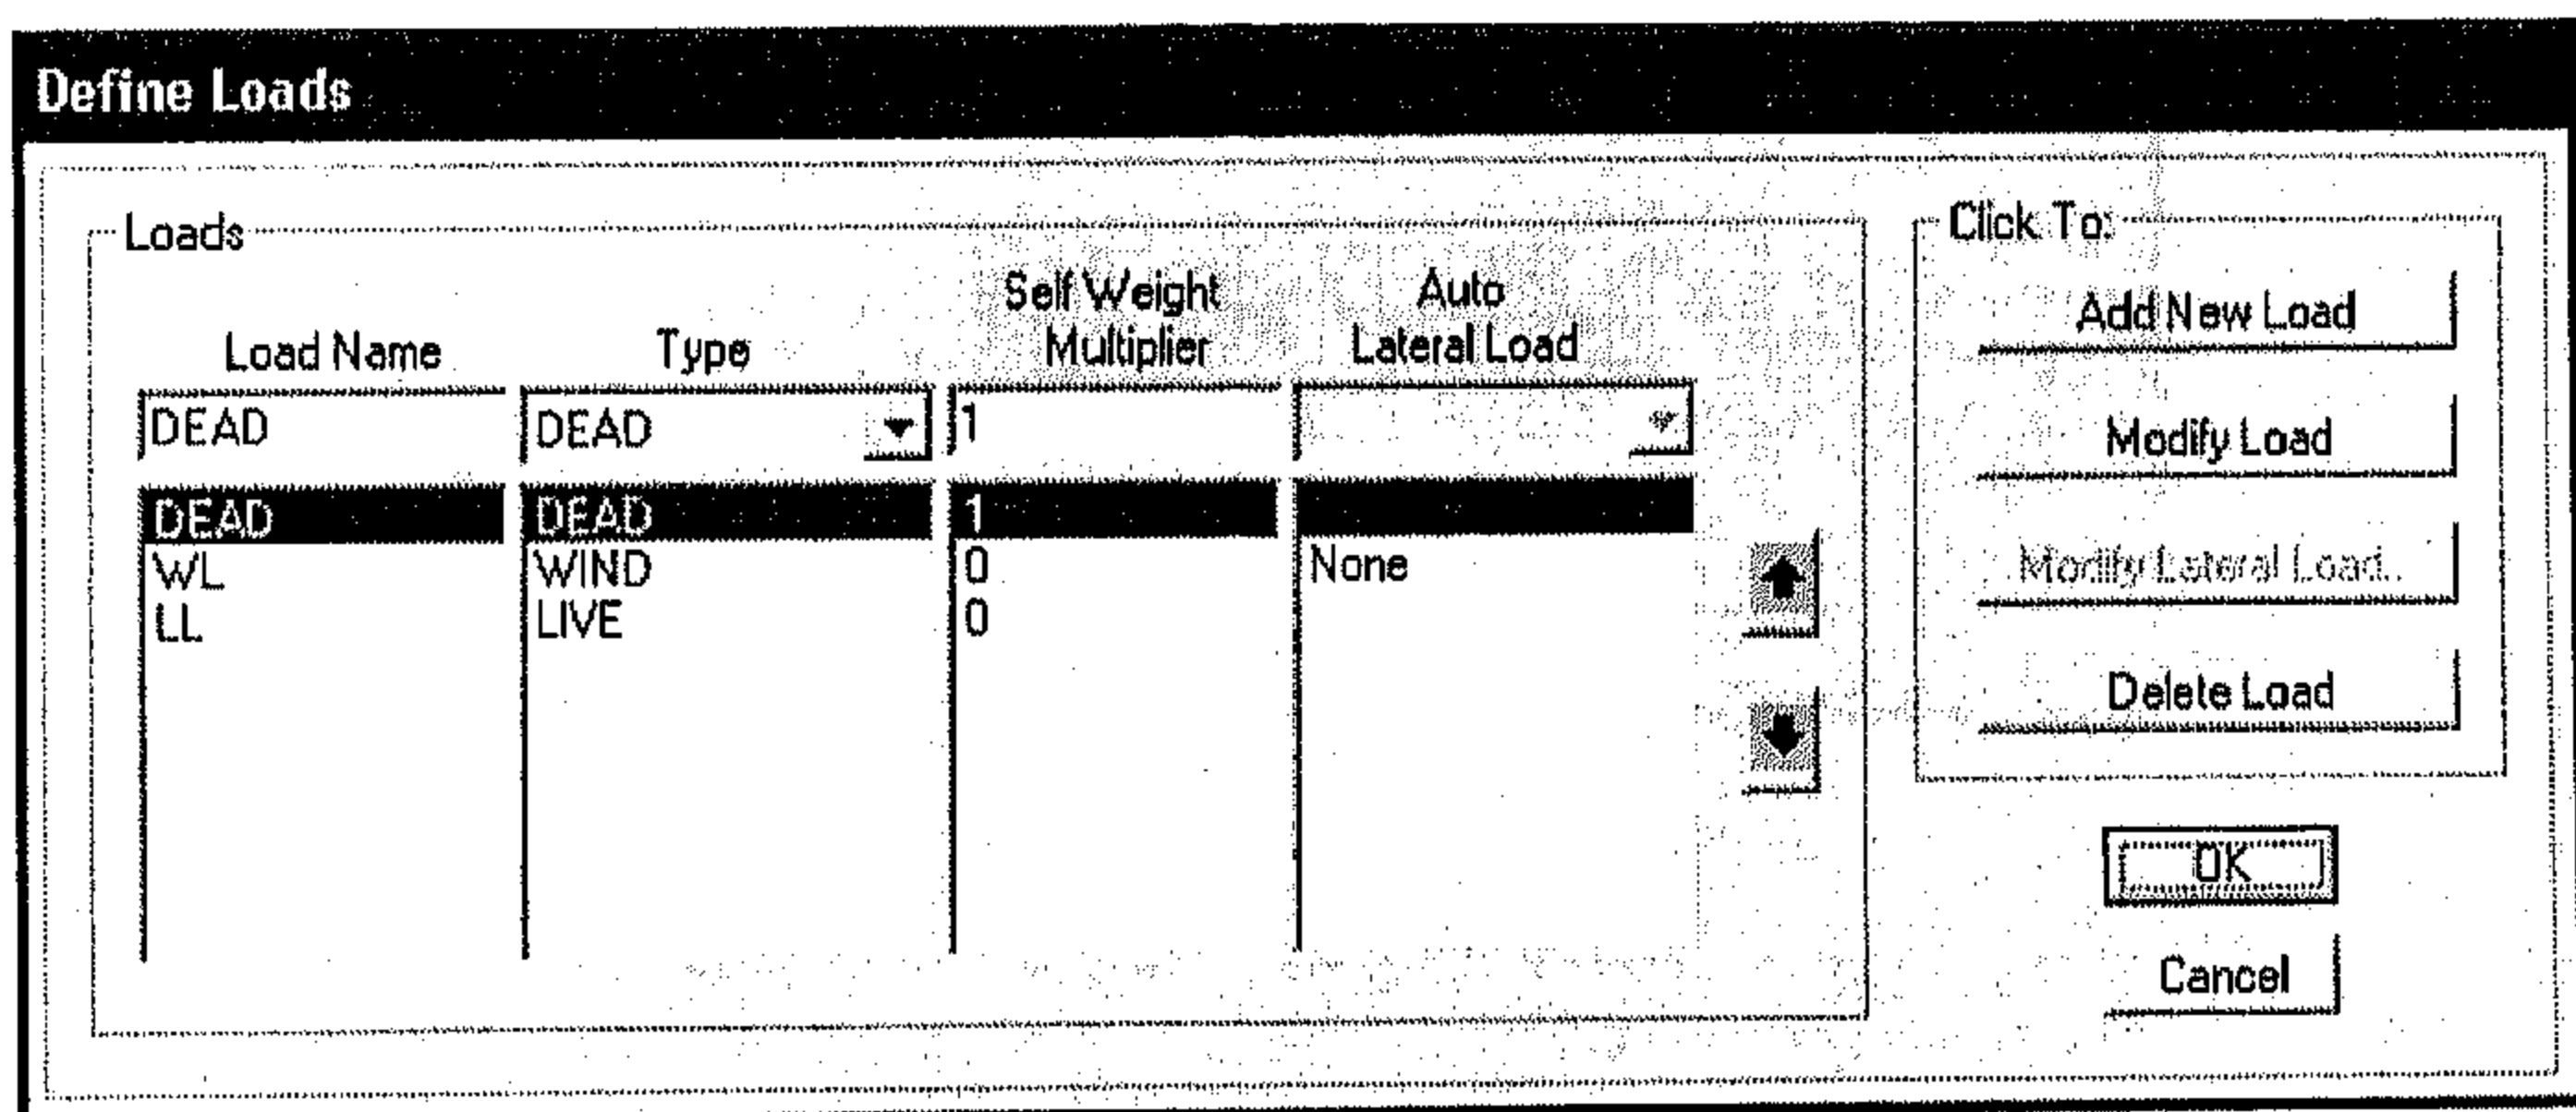 Define Loads
Loads
Click To:
Load Name Type Self Weight Multiplier Auto Lateral Load
DEAD DEAD 1
DEAD DEAD 1
WL WIND 0 None
LL LIVE 0
Add New Load
Modify Load
Modify Lateral Load..
Delete Load
OK
Cancel